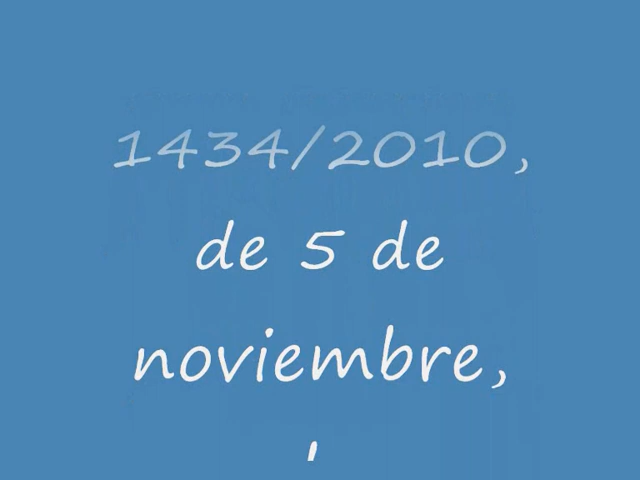 1434/2010,
de 5 de
noviembre,